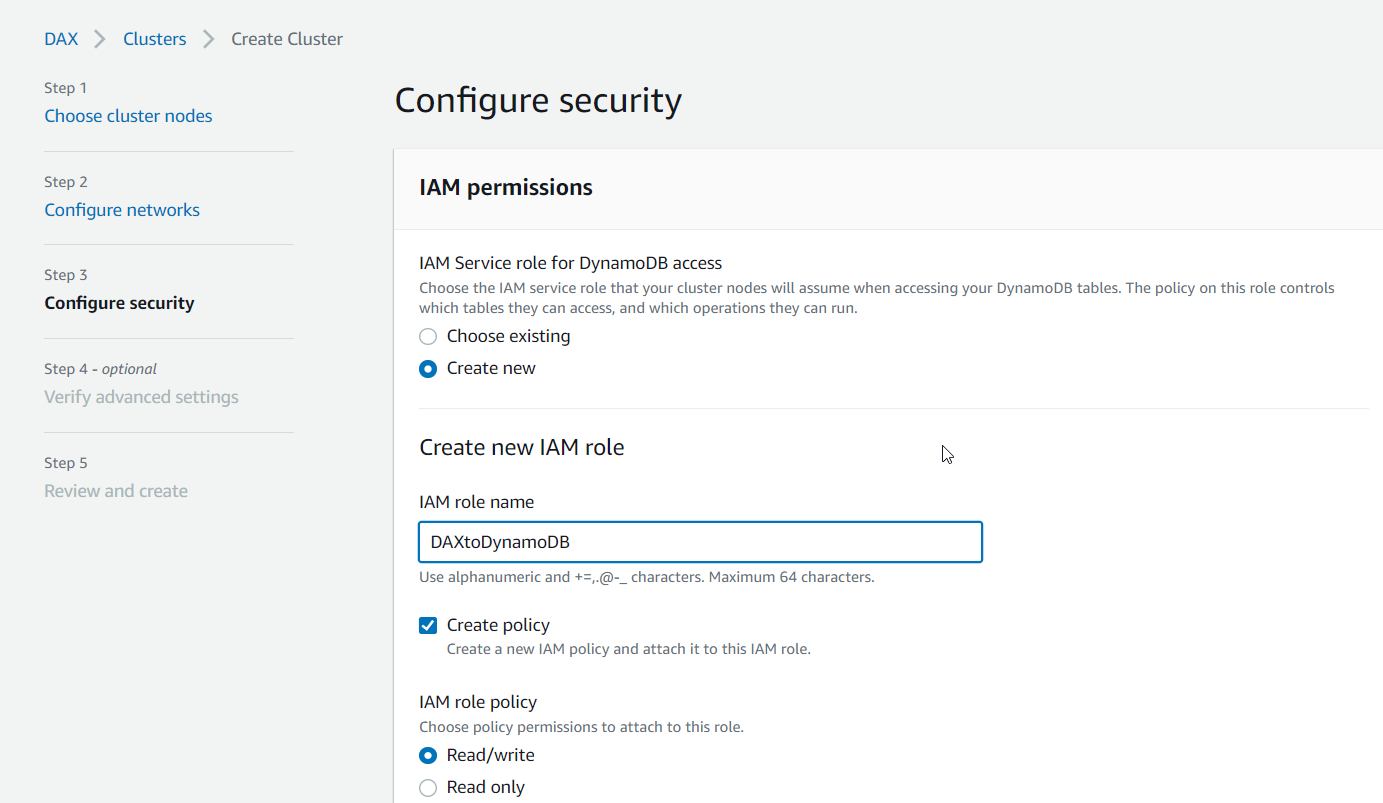 DAX > Clusters > Create Cluster
Step 1
Choose cluster nodes
Step 2
Configure networks
Step 3
Configure security
Step 4 - optional
Verify advanced settings
Step 5
Review and create
Configure security
IAM permissions
IAM Service role for DynamoDB access
Choose the IAM service role that your cluster nodes will assume when accessing your DynamoDB tables. The policy on this role controls
which tables they can access, and which operations they can run.
Choose existing
Create new
Create new IAM role
IAM role name
DAXtoDynamoDB
Use alphanumeric and +=,.@-_ characters. Maximum 64 characters.
Create policy
Create a new IAM policy and attach it to this IAM role.
IAM role policy
Choose policy permissions to attach to this role.
Read/write
Read only